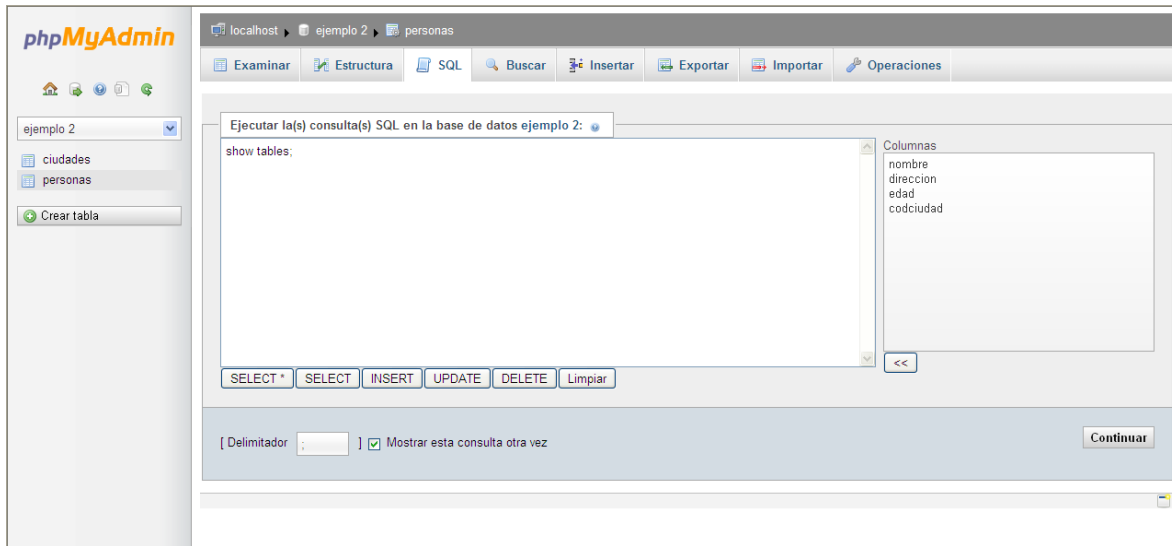 phpMyAdmin
localhost ejemplo 2 personas
Examinar Estructura SQL Buscar Insertar Exportar Importar Operaciones
ejemplo 2
ciudades
personas
Crear tabla
Ejecutar la(s) consulta(s) SQL en la base de datos ejemplo 2:
show tables;
Columnas
nombre
direccion
edad
codciudad
<<
SELECT * SELECT INSERT UPDATE DELETE Limpiar
[ Delimitador ; ] Mostrar esta consulta otra vez
Continuar